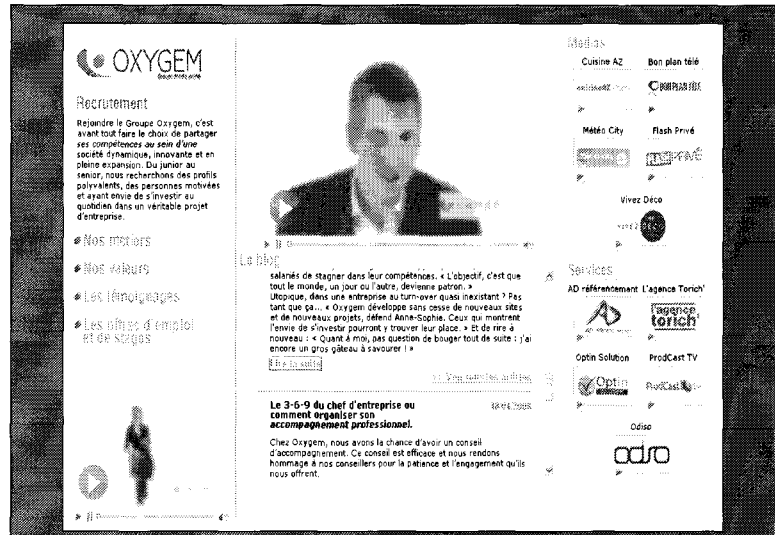 OXYGEM
Recrutement
Rejoindre le Groupe Oxygem, c'est
avant tout faire le choix de partager
ses compétences au sein d'une
société dynamique, innovante et en
pleine expansion. Du junior au
senior, nous recherchons des profils
polyvalents, des personnes motivées
et ayant envie de s'investir au
quotidien dans un véritable projet
d'entreprise.
Nos métiers
Nos valeurs
Les témoignages
Les offres d'emploi
et de stages
Le blog
salariés de stagner dans leur compétences. « L'objectif, c'est que
tout le monde, un jour ou l'autre, devienne patron. »
Utopique, dans une entreprise au turn-over quasi inexistant ? Pas
tant que ça... « Oxygem développe sans cesse de nouveaux sites
et de nouveaux projets, défend Anne-Sophie. Ceux qui montrent
l'envie de s'investir pourront y trouver leur place. » Et de rire à
nouveau : « Quant à moi, pas question de bouger tout de suite : j'ai
encore un gros gâteau à savourer ! »
Lire la suite
Le 3-6-9 du chef d'entreprise ou
comment organiser son
accompagnement professionnel.
Chez Oxygem, nous avons la chance d'avoir un conseil
d'accompagnement. Ce conseil est efficace et nous rendons
hommage à nos conseillers pour la patience et l'engagement qu'ils
nous offrent.
Médias
Cuisine AZ Bon plan télé
BONPLAN TÉLÉ
Météo City Flash Privé
PRIVÉ
Vivez Déco
Services
AD référencement L'agence Torich'
l'agence
torich'
Optin Solution ProdCast TV
Optin
ProdCast
Odiso
odiso